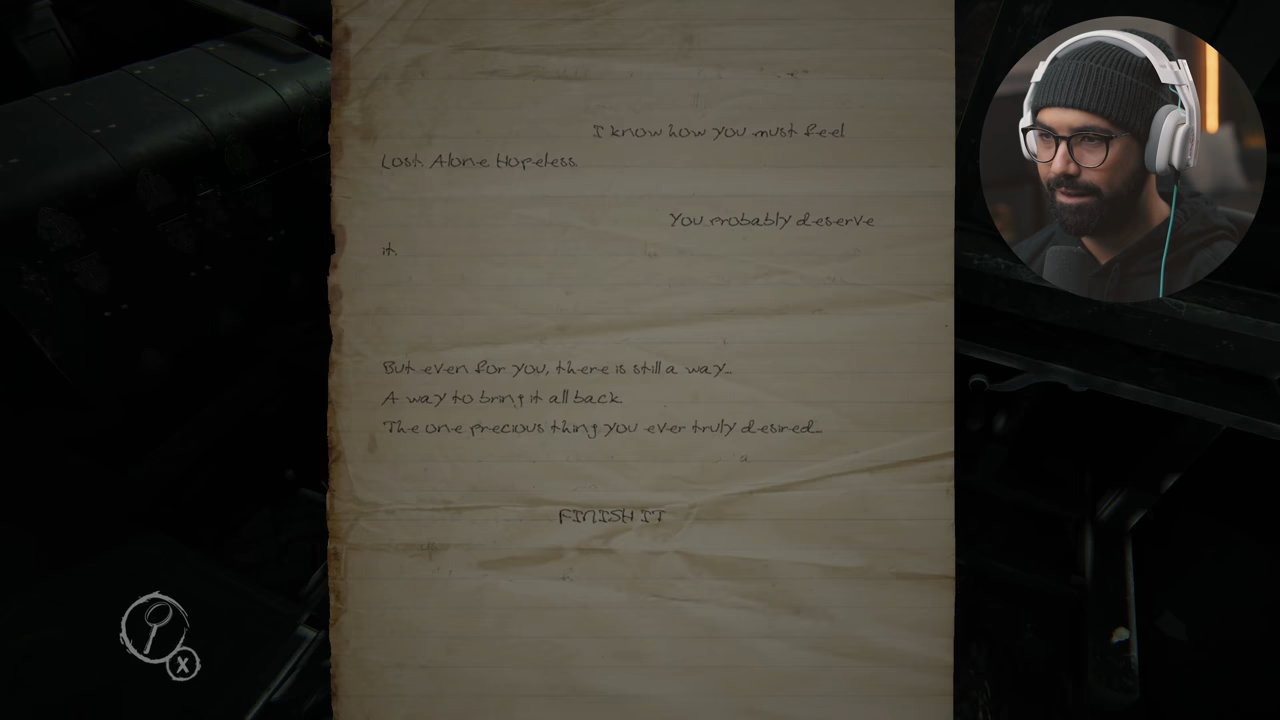 I know how you must feel
Lost. Alone. Hopeless.
You probably deserve
it.
But even for you, there is still a way...
A way to bring it all back.
The one precious thing you ever truly desired...
FINISH IT
X